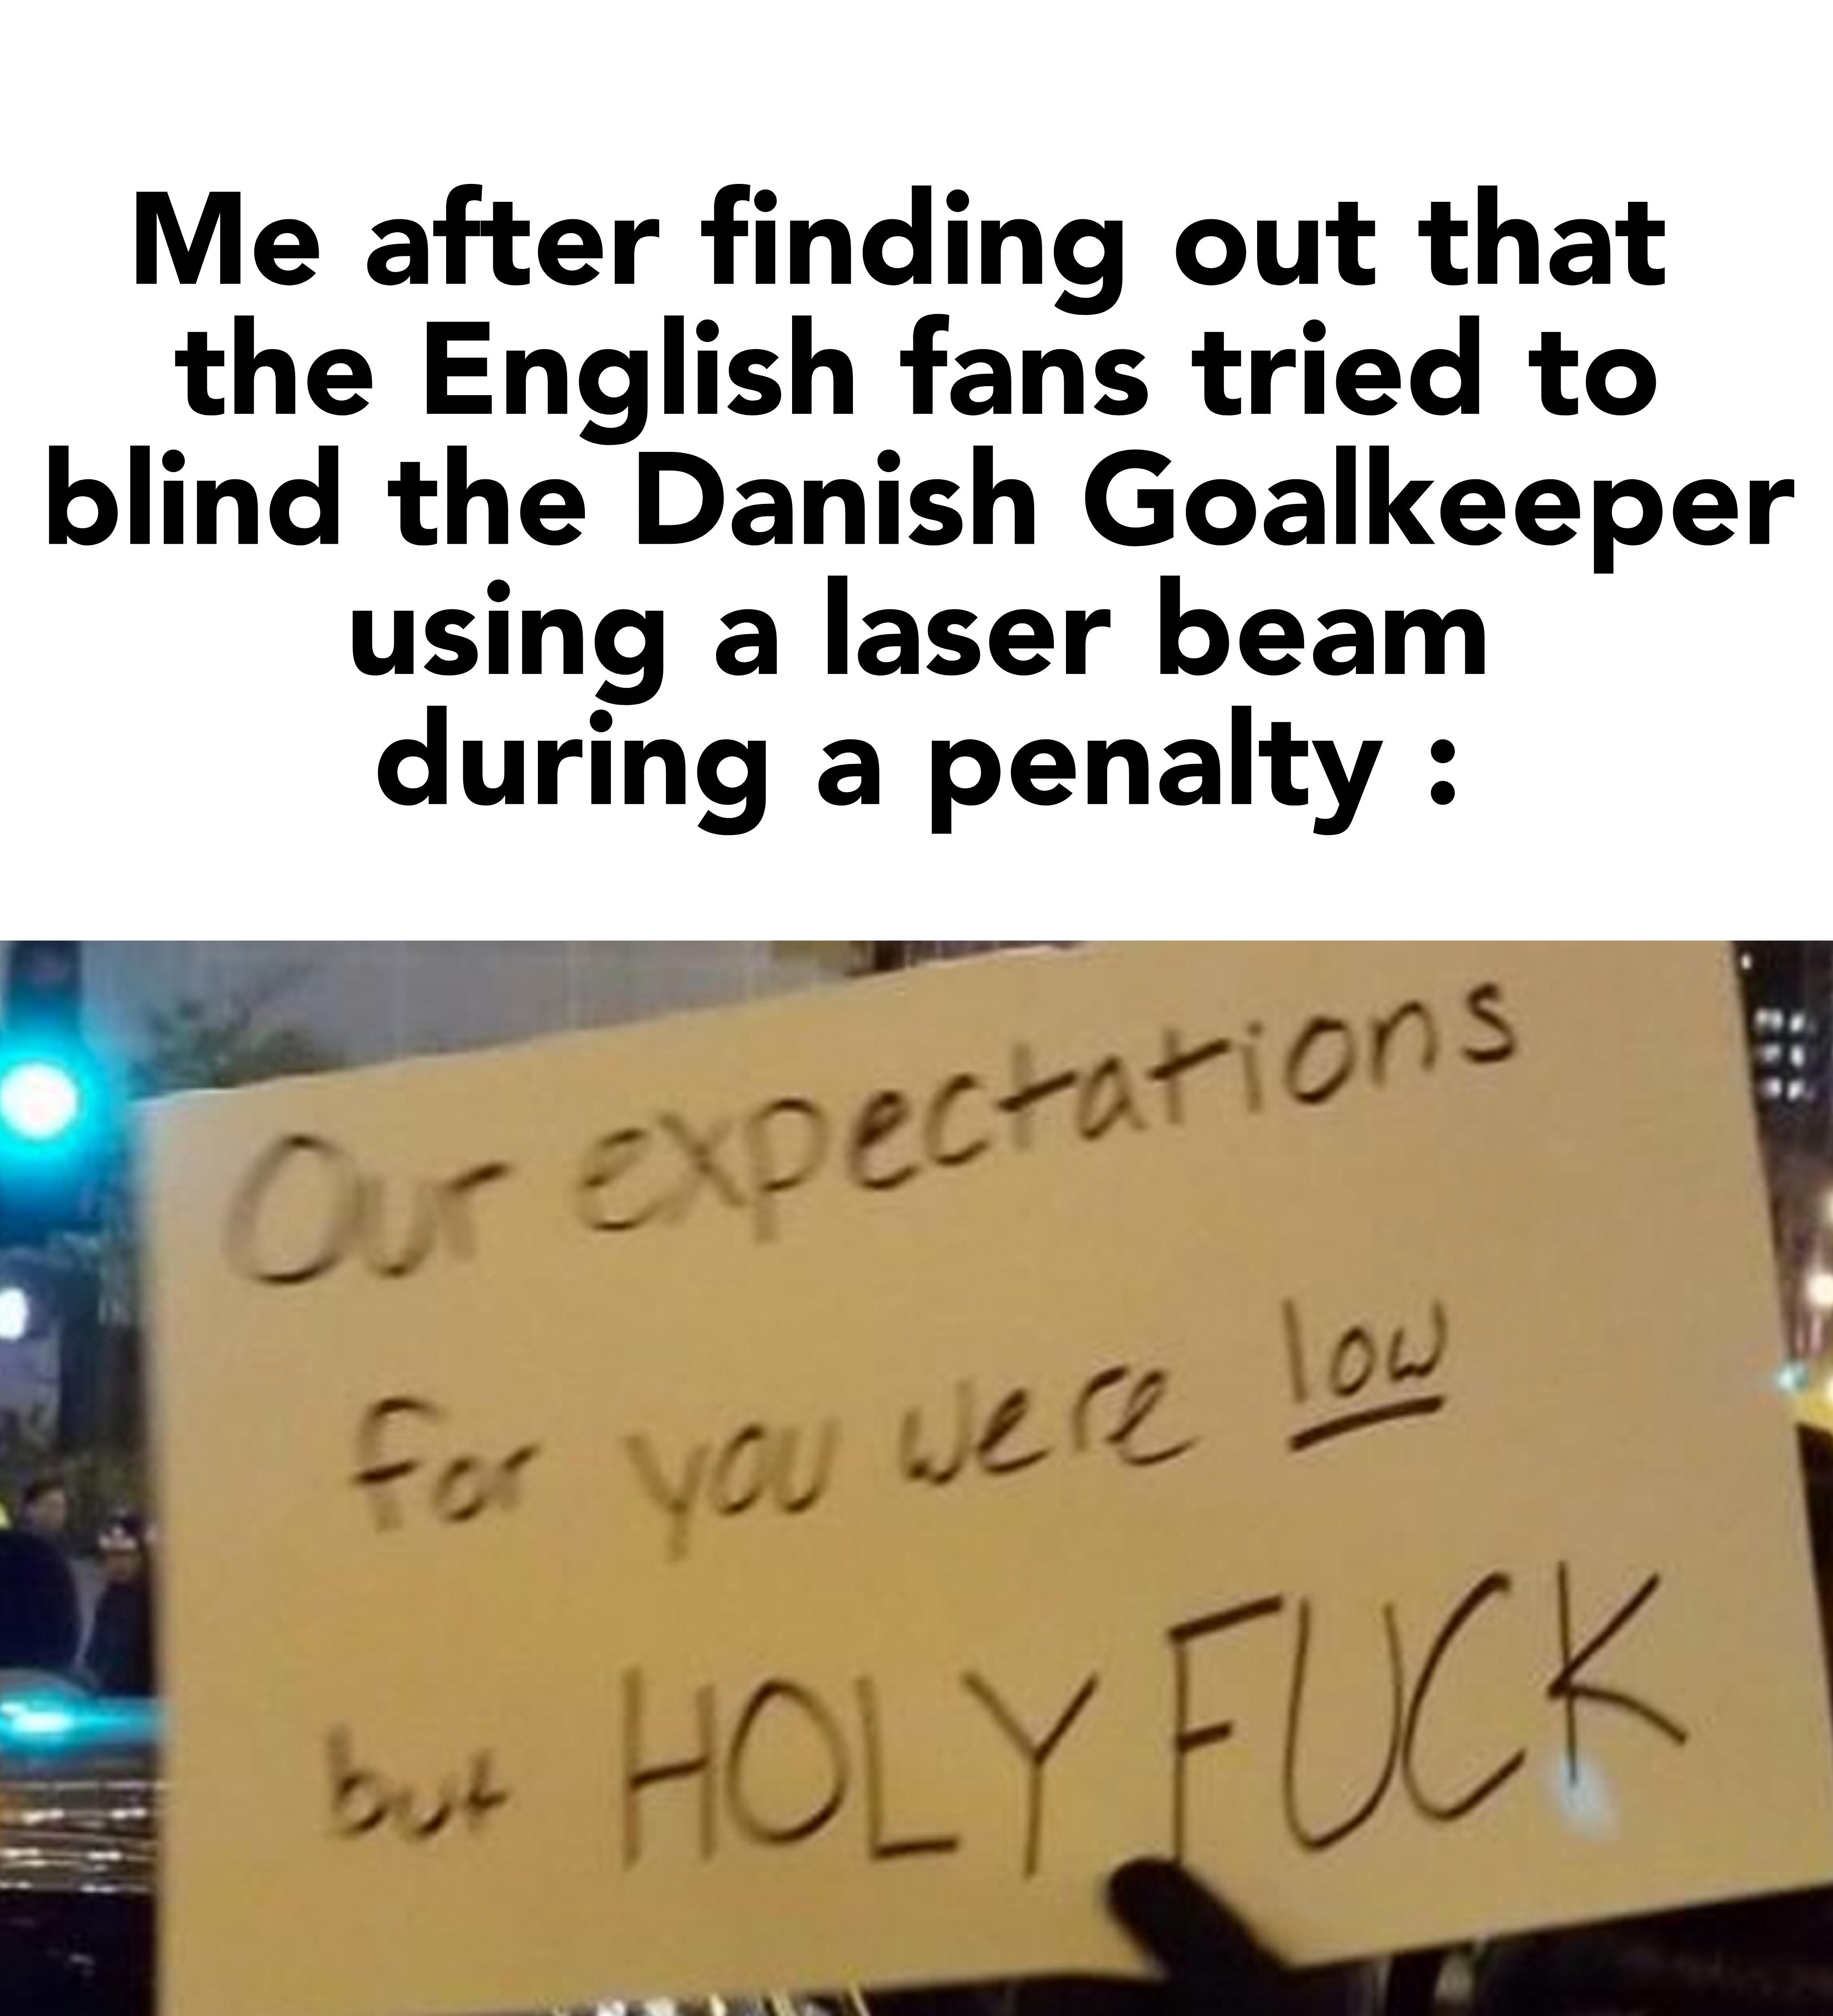 Me after finding out that
the English fans tried to
blind the Danish Goalkeeper
using a laser beam
during a penalty :
Our expectations
for you were low
but HOLY FUCK